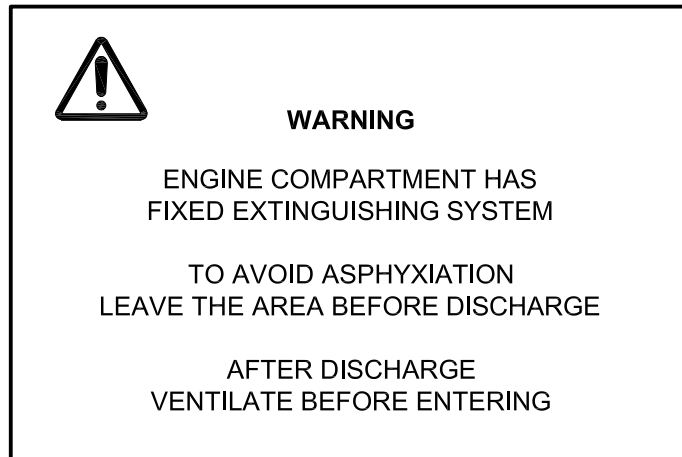 WARNING
ENGINE COMPARTMENT HAS
FIXED EXTINGUISHING SYSTEM
TO AVOID ASPHYXIATION
LEAVE THE AREA BEFORE DISCHARGE
AFTER DISCHARGE
VENTILATE BEFORE ENTERING